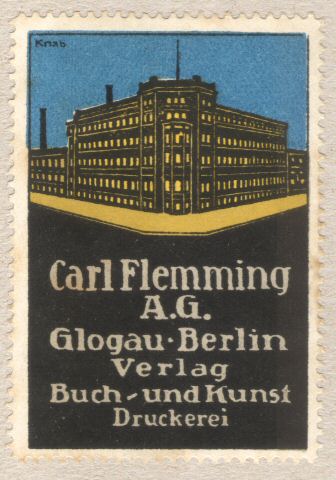 Knab
Carl Flemming
A.G.
Glogau · Berlin
Verlag
Buch- und Kunst
Druckerei